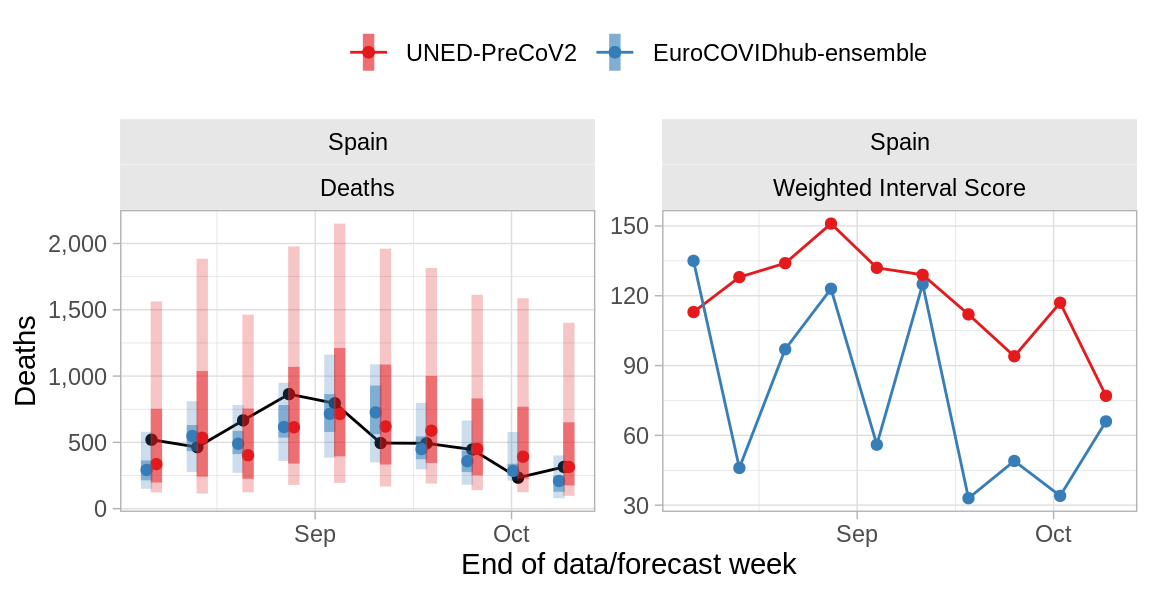 UNED-PreCoV2 EuroCOVIDhub-ensemble
Spain Spain
Deaths Weighted Interval Score
Deaths
2,000
1,500
1,000
500
0
150
120
90
60
30
Sep Oct Sep Oct
End of data/forecast week